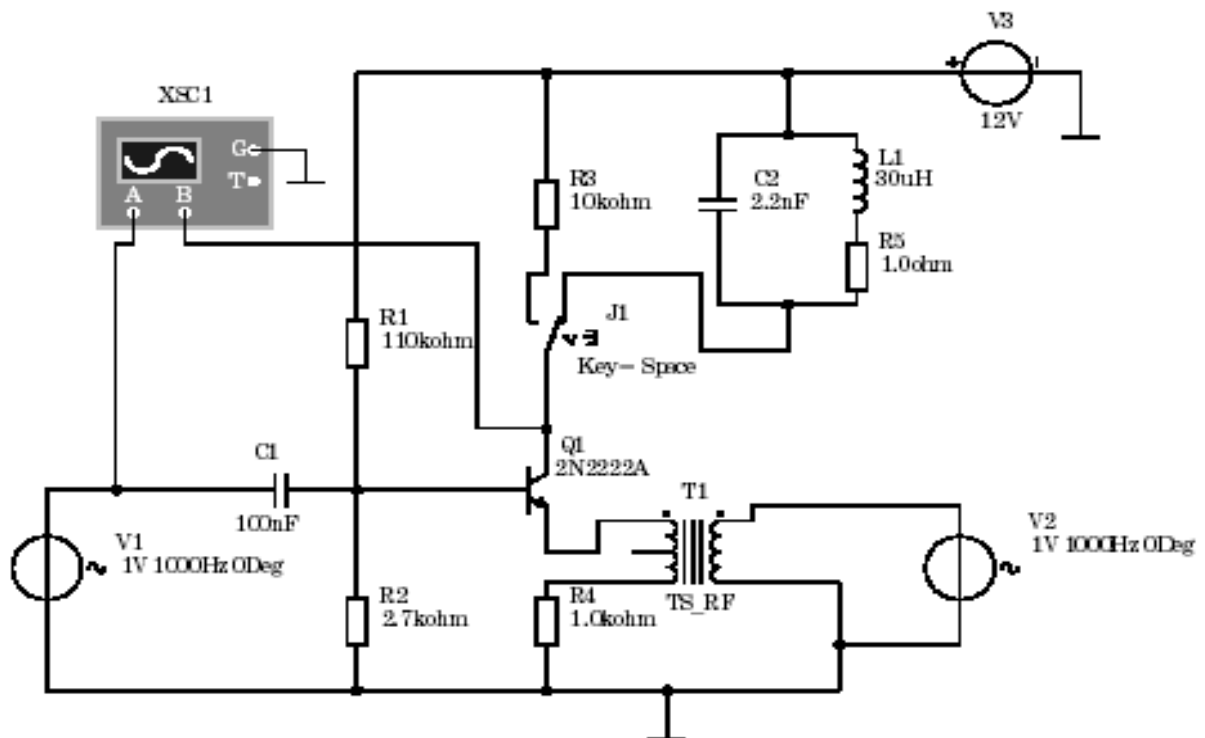 V3
12V
XSC1
G
T
A B
R3
10kohm
C2
2.2nF
L1
30uH
R5
1.0ohm
J1
Key = Space
R1
110kohm
Q1
2N2222A
C1
100nF
T1
V1
1V 1000Hz 0Deg
V2
1V 1000Hz 0Deg
R2
2.7kohm
R4
1.0kohm
TS_RF